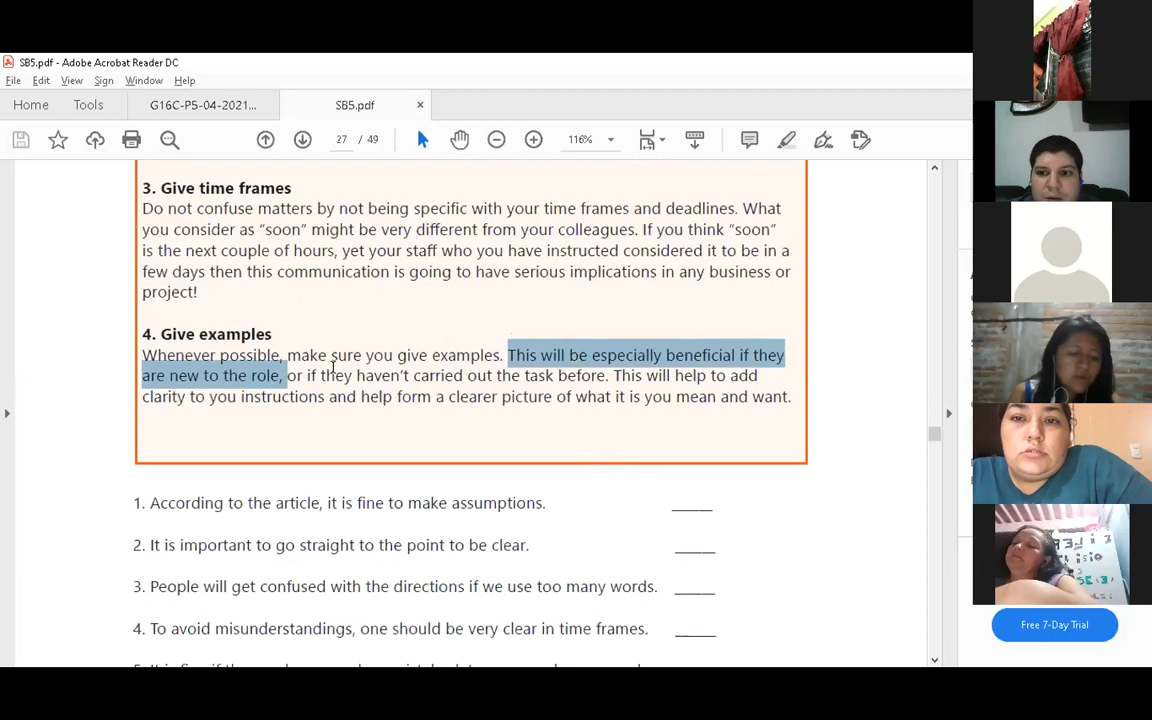 SB5.pdf - Adobe Acrobat Reader DC
File Edit View Sign Window Help
Home Tools G16C-P5-04-2021... SB5.pdf ×
27 / 49 116%
3. Give time frames
Do not confuse matters by not being specific with your time frames and deadlines. What
you consider as “soon” might be very different from your colleagues. If you think “soon”
is the next couple of hours, yet your staff who you have instructed considered it to be in a
few days then this communication is going to have serious implications in any business or
project!
4. Give examples
Whenever possible, make sure you give examples. This will be especially beneficial if they
are new to the role, or if they haven’t carried out the task before. This will help to add
clarity to you instructions and help form a clearer picture of what it is you mean and want.
1. According to the article, it is fine to make assumptions. _____
2. It is important to go straight to the point to be clear. _____
3. People will get confused with the directions if we use too many words. _____
4. To avoid misunderstandings, one should be very clear in time frames. _____
Free 7-Day Trial